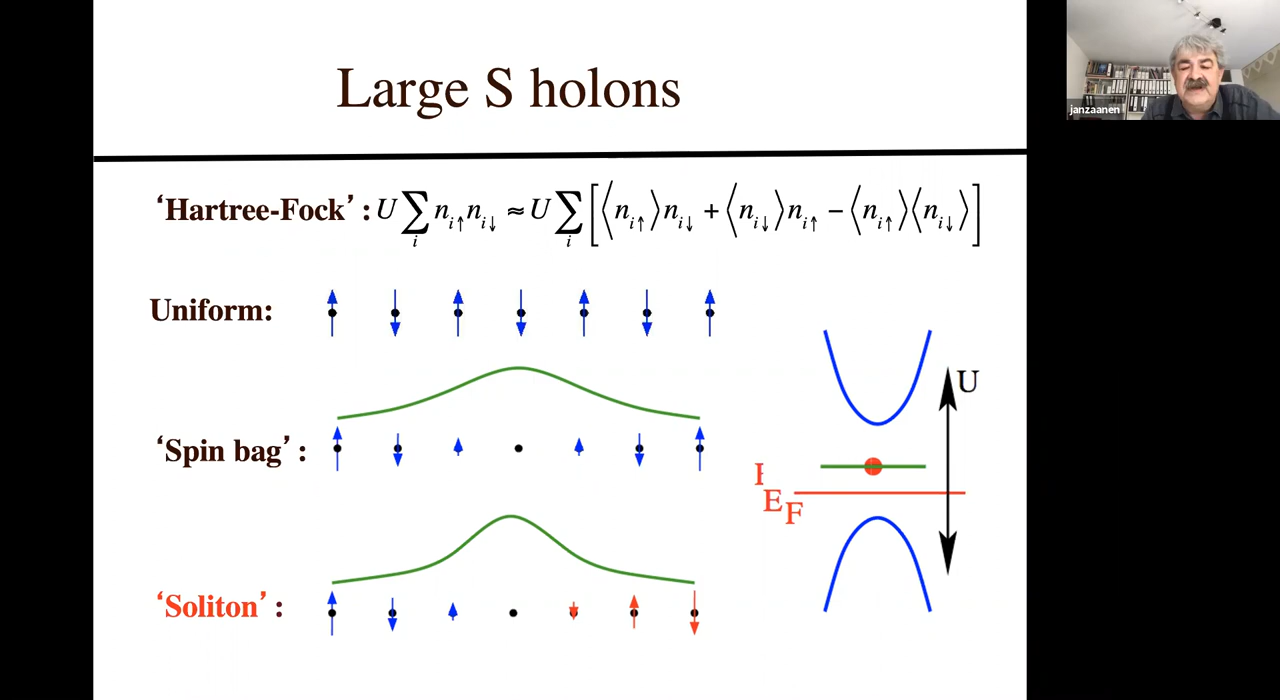 Large S holons
janzaanen
‘Hartree-Fock’ : U∑ᵢ nᵢ↑nᵢ↓ ≈ U∑ᵢ [⟨nᵢ↑⟩nᵢ↓ + ⟨nᵢ↓⟩nᵢ↑ − ⟨nᵢ↑⟩⟨nᵢ↓⟩]
Uniform:
U
‘Spin bag’ :
E_F
‘Soliton’ :